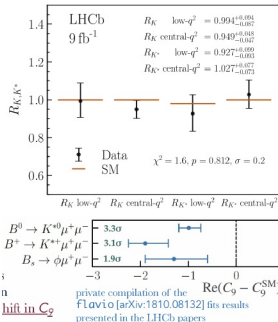 LHCb
9 fb⁻¹
R_K low-q² = 0.994 +0.094 −0.087
R_K central-q² = 0.949 +0.048 −0.047
R_K* low-q² = 0.927 +0.099 −0.093
R_K* central-q² = 1.027 +0.077 −0.073
1.4
1.2
1.0
0.8
0.6
R_K,K*
Data
SM
χ² = 1.6, p = 0.812, σ = 0.2
R_K low-q² R_K central-q² R_K* low-q² R_K* central-q²
B⁰ → K*⁰μ⁺μ⁻ 3.3σ
B⁺ → K*⁺μ⁺μ⁻ 3.1σ
B_s → φμ⁺μ⁻ 1.9σ
−3 −2 −1 0
Re(C₉ − C₉^SM
private compilation of the
flavio [arXiv:1810.08132] fits results
presented in the LHCb papers
s
n
hift in C₉